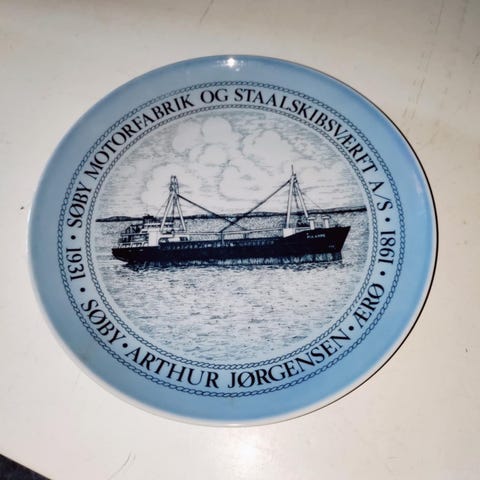 1931 · SØBY MOTORFABRIK OG STAALSKIBSVÆRFT A/S · 1981
SØBY · ARTHUR JØRGENSEN · ÆRØ ·